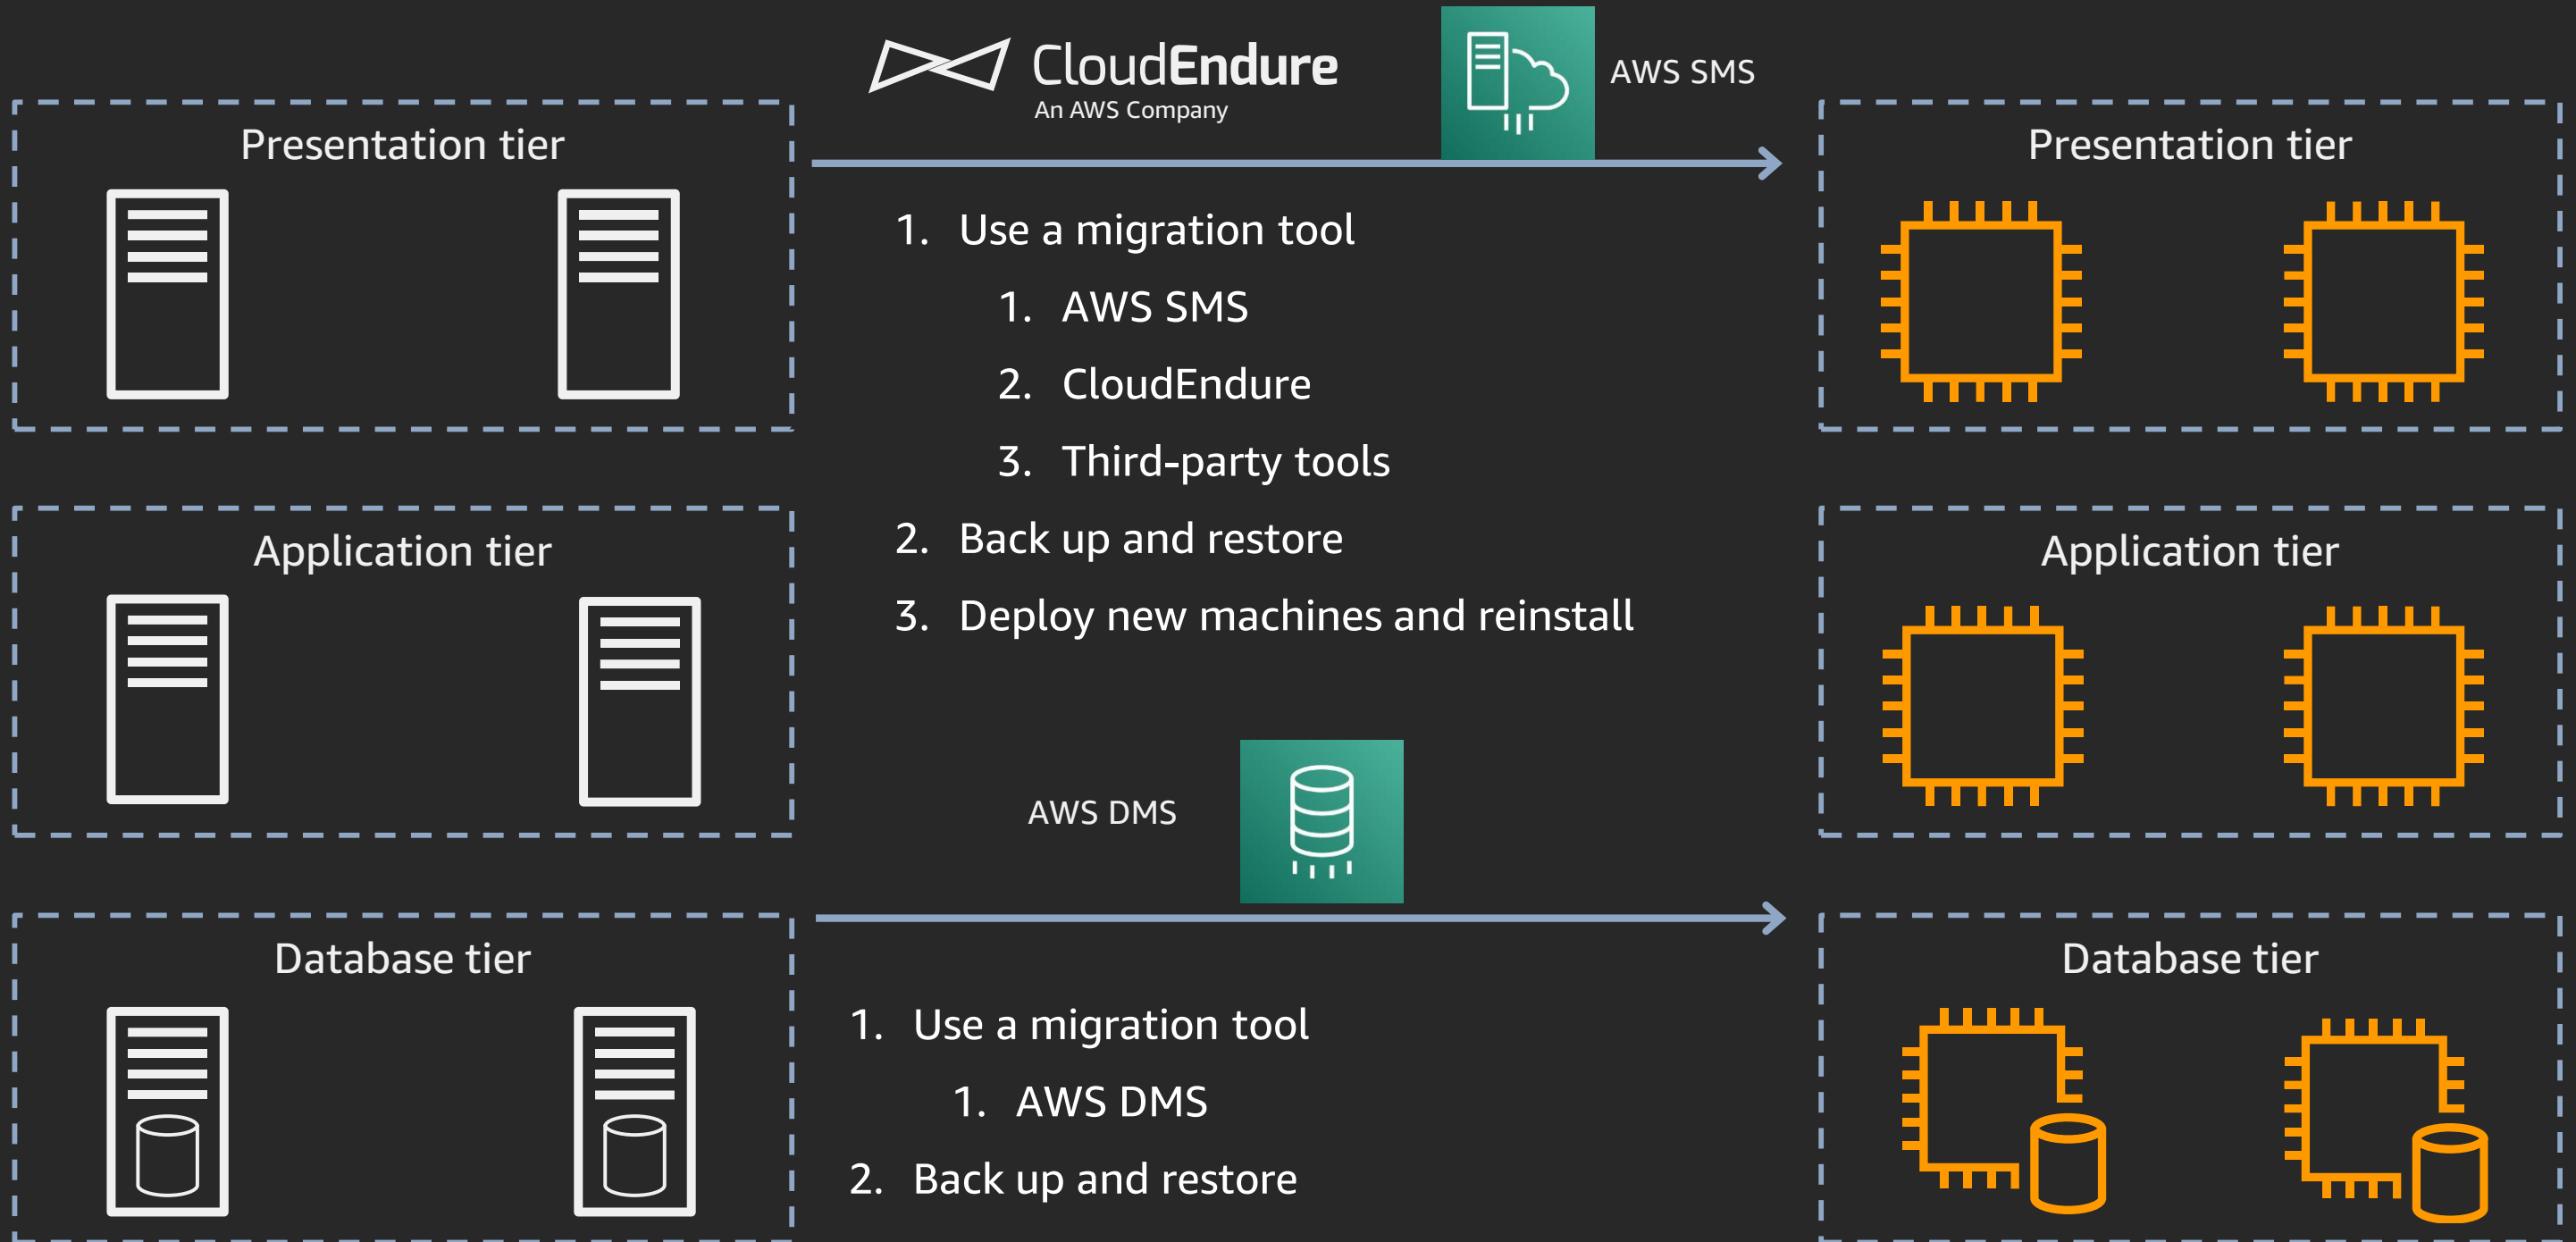 CloudEndure
An AWS Company
AWS SMS
Presentation tier
Presentation tier
1. Use a migration tool
1. AWS SMS
2. CloudEndure
3. Third-party tools
2. Back up and restore
3. Deploy new machines and reinstall
Application tier
Application tier
AWS DMS
Database tier
Database tier
1. Use a migration tool
1. AWS DMS
2. Back up and restore